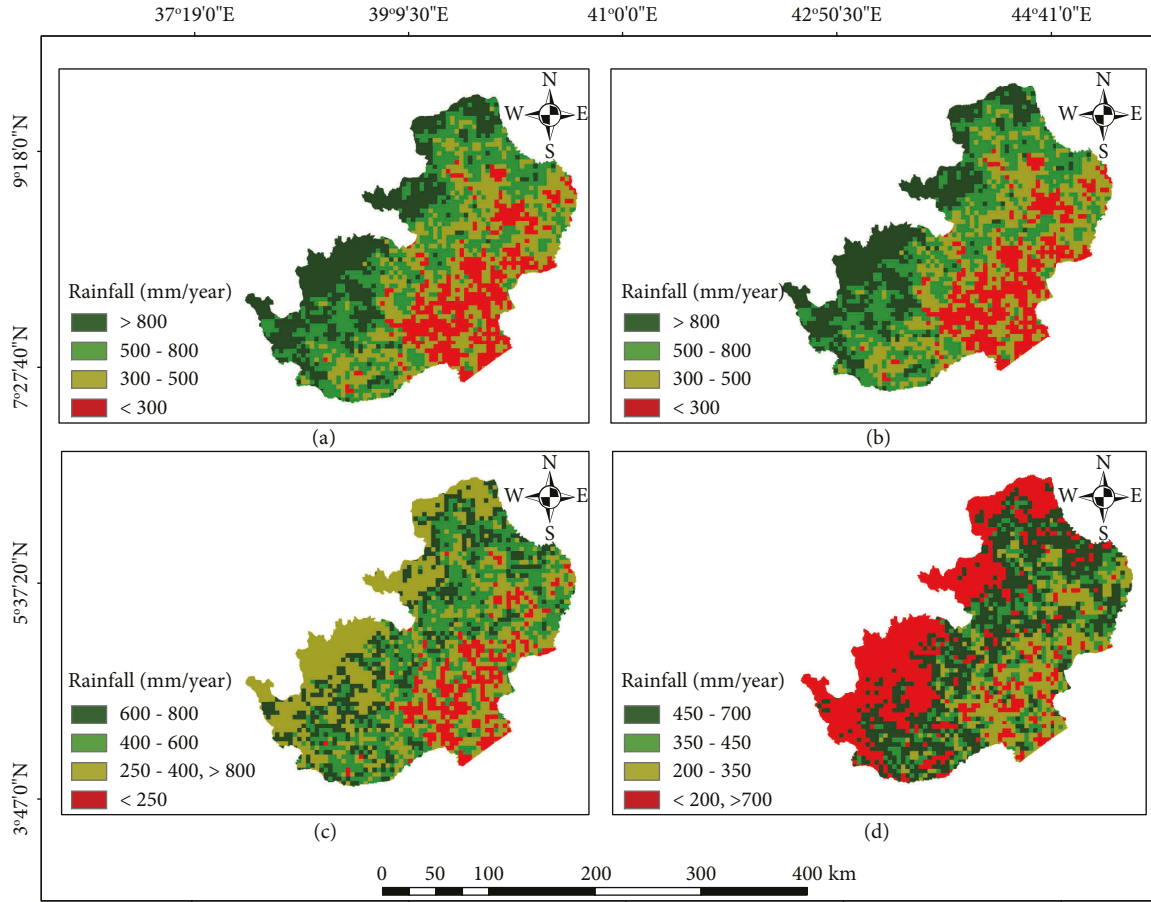 37°19'0"E 39°9'30"E 41°0'0"E 42°50'30"E 44°41'0"E
9°18'0"N
7°27'40"N
5°37'20"N
3°47'0"N
N
W E
S
Rainfall (mm/year)
> 800
500 - 800
300 - 500
< 300
(a)
N
W E
S
Rainfall (mm/year)
> 800
500 - 800
300 - 500
< 300
(b)
N
W E
S
Rainfall (mm/year)
600 - 800
400 - 600
250 - 400, > 800
< 250
(c)
N
W E
S
Rainfall (mm/year)
450 - 700
350 - 450
200 - 350
< 200, >700
(d)
0 50 100 200 300 400 km